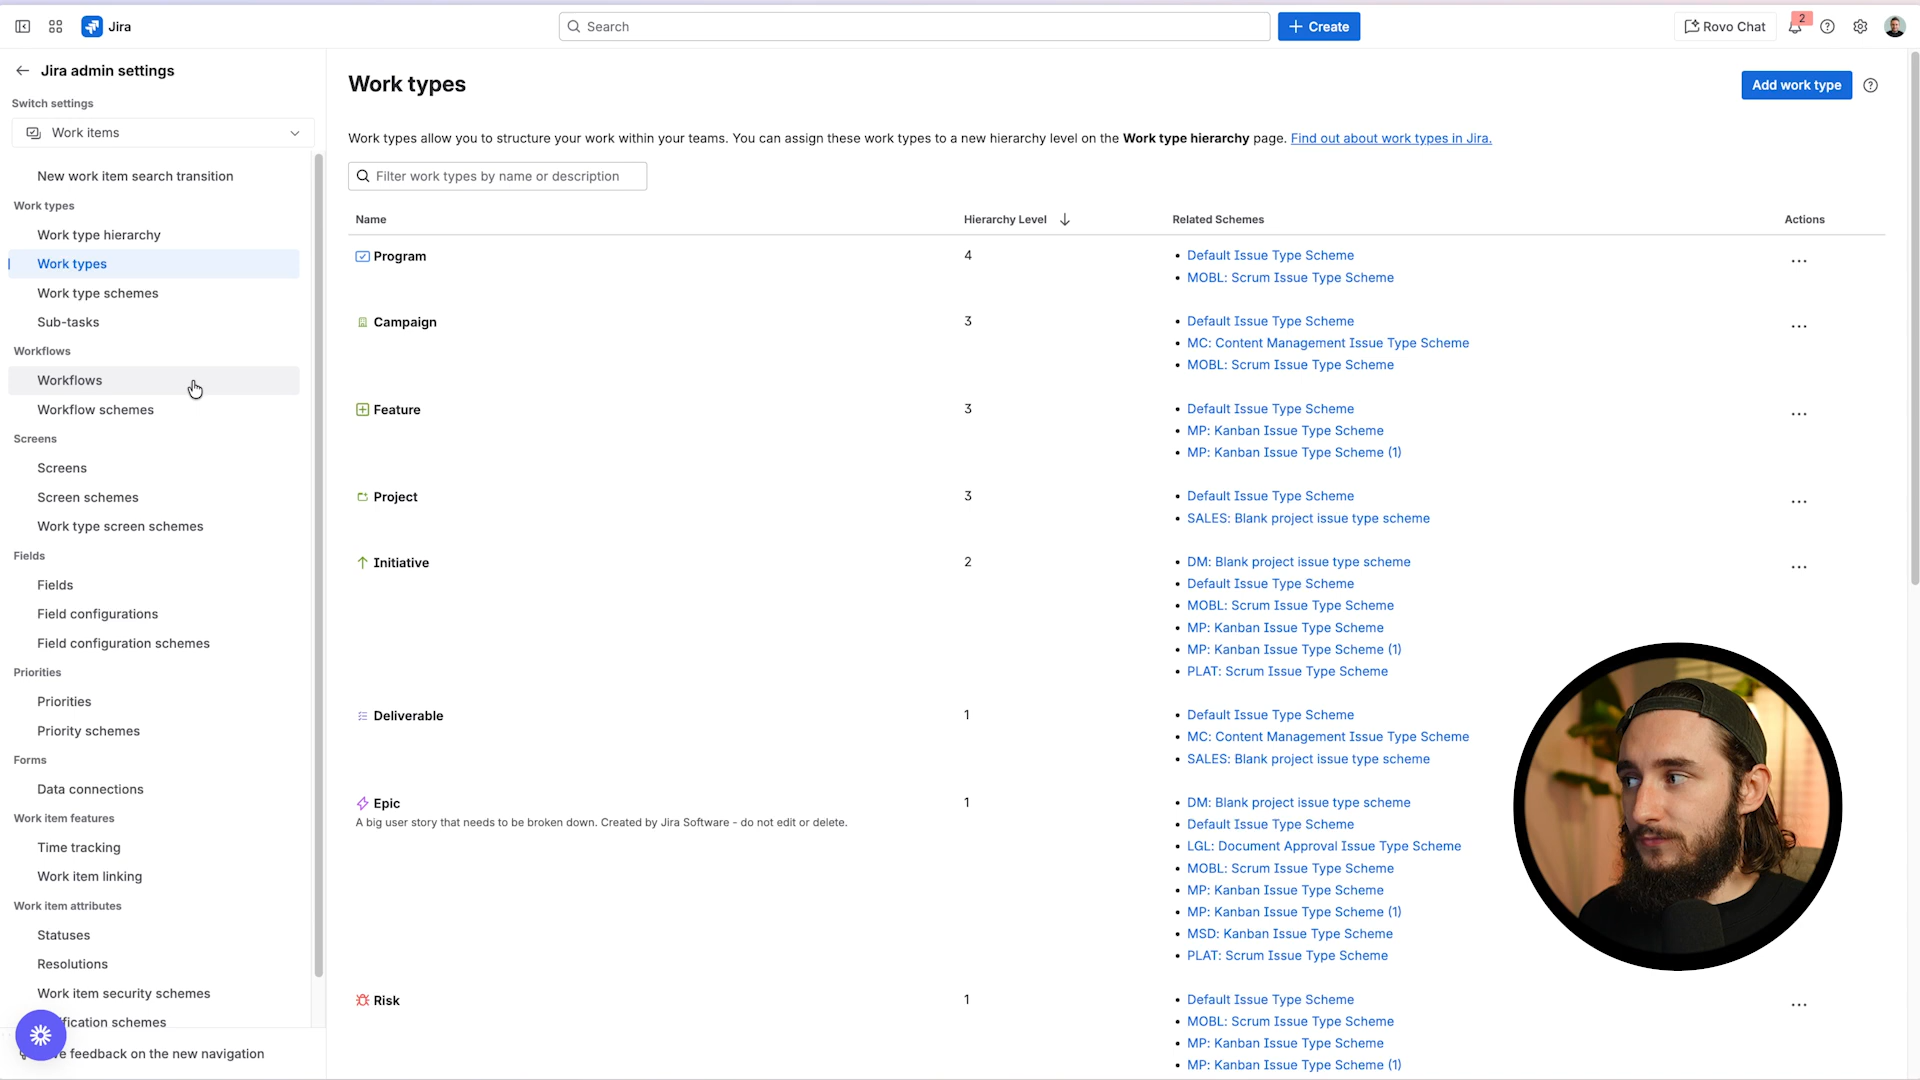 Jira
Search
Create
Rovo Chat
2
Jira admin settings
Switch settings
Work items
New work item search transition
Work types
Work type hierarchy
Work types
Work type schemes
Sub-tasks
Workflows
Workflows
Workflow schemes
Screens
Screens
Screen schemes
Work type screen schemes
Fields
Fields
Field configurations
Field configuration schemes
Priorities
Priorities
Priority schemes
Forms
Data connections
Work item features
Time tracking
Work item linking
Work item attributes
Statuses
Resolutions
Work item security schemes
fication schemes
feedback on the new navigation
Work types
Add work type
Work types allow you to structure your work within your teams. You can assign these work types to a new hierarchy level on the Work type hierarchy page. Find out about work types in Jira.
Filter work types by name or description
Name Hierarchy Level Related Schemes Actions
Program 4 Default Issue Type Scheme
MOBL: Scrum Issue Type Scheme
Campaign 3 Default Issue Type Scheme
MC: Content Management Issue Type Scheme
MOBL: Scrum Issue Type Scheme
Feature 3 Default Issue Type Scheme
MP: Kanban Issue Type Scheme
MP: Kanban Issue Type Scheme (1)
Project 3 Default Issue Type Scheme
SALES: Blank project issue type scheme
Initiative 2 DM: Blank project issue type scheme
Default Issue Type Scheme
MOBL: Scrum Issue Type Scheme
MP: Kanban Issue Type Scheme
MP: Kanban Issue Type Scheme (1)
PLAT: Scrum Issue Type Scheme
Deliverable 1 Default Issue Type Scheme
MC: Content Management Issue Type Scheme
SALES: Blank project issue type scheme
Epic 1 DM: Blank project issue type scheme
A big user story that needs to be broken down. Created by Jira Software - do not edit or delete.
Default Issue Type Scheme
LGL: Document Approval Issue Type Scheme
MOBL: Scrum Issue Type Scheme
MP: Kanban Issue Type Scheme
MP: Kanban Issue Type Scheme (1)
MSD: Kanban Issue Type Scheme
PLAT: Scrum Issue Type Scheme
Risk 1 Default Issue Type Scheme
MOBL: Scrum Issue Type Scheme
MP: Kanban Issue Type Scheme
MP: Kanban Issue Type Scheme (1)